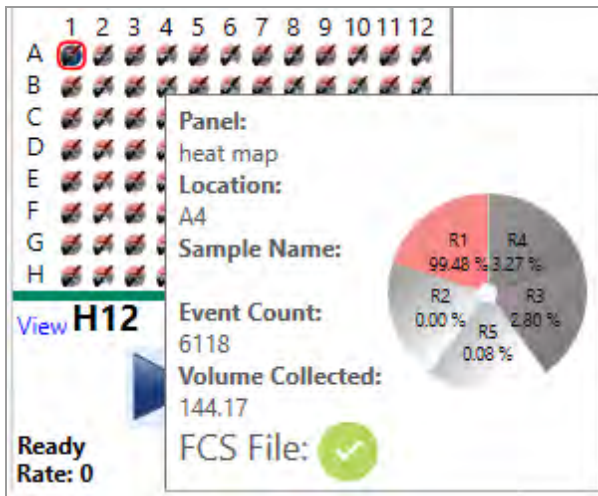 1 2 3 4 5 6 7 8 9 10 11 12
A
B
C
D
E
F
G
H
Panel:
heat map
Location:
A4
Sample Name:
Event Count:
6118
Volume Collected:
144.17
FCS File:
R1 R4
99.48 % 3.27 %
R2 R3
0.00 % 2.80 %
R5
0.08 %
View H12
Ready
Rate: 0